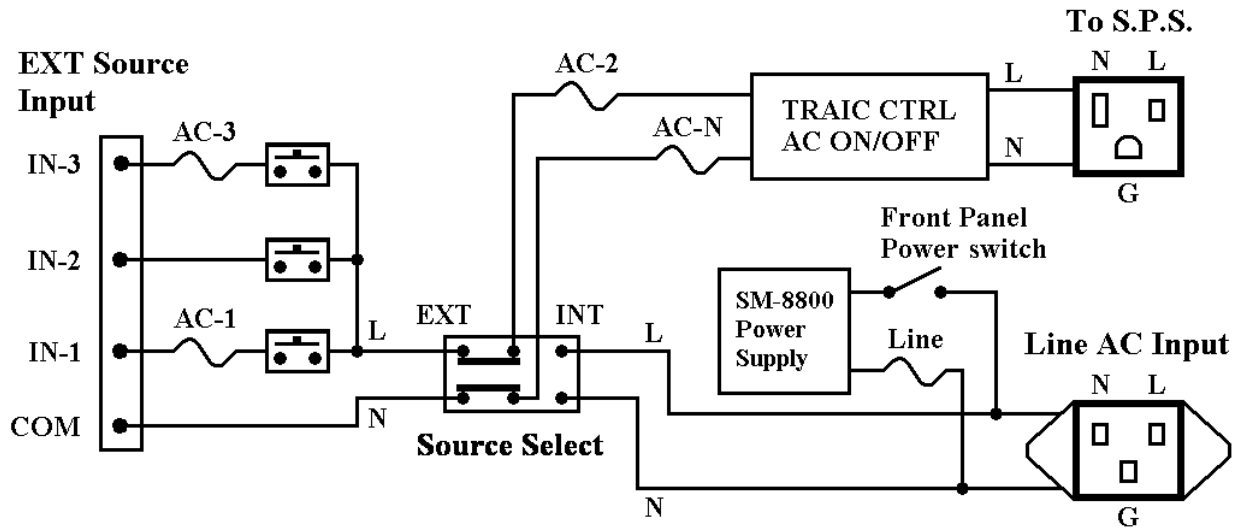 To S.P.S.
N L
EXT Source
Input
AC-2
L
TRAIC CTRL
AC ON/OFF
AC-3
AC-N
IN-3
N
G
Front Panel
Power switch
IN-2
SM-8800
Power
Supply
AC-1
EXT
INT
L
L
Line
Line AC Input
IN-1
N L
COM
N
Source Select
N
G